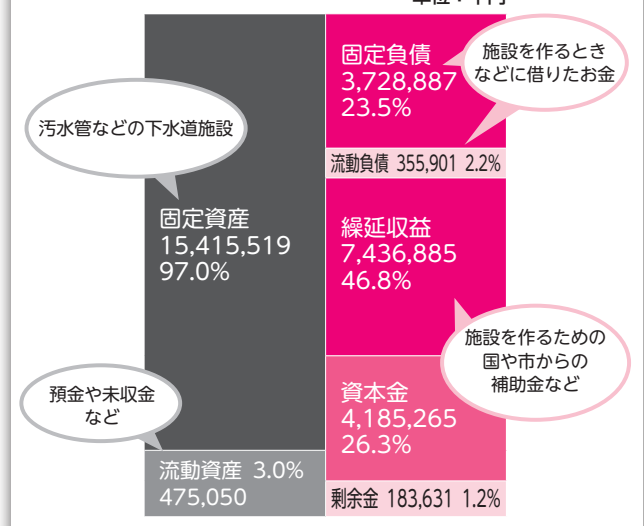 単位：千円
汚水管などの下水道施設
固定資産
15,415,519
97.0%
預金や未収金
など
流動資産 3.0%
475,050
固定負債
3,728,887
23.5%
施設を作るとき
などに借りたお金
流動負債 355,901 2.2%
繰延収益
7,436,885
46.8%
施設を作るための
国や市からの
補助金など
資本金
4,185,265
26.3%
剰余金 183,631 1.2%